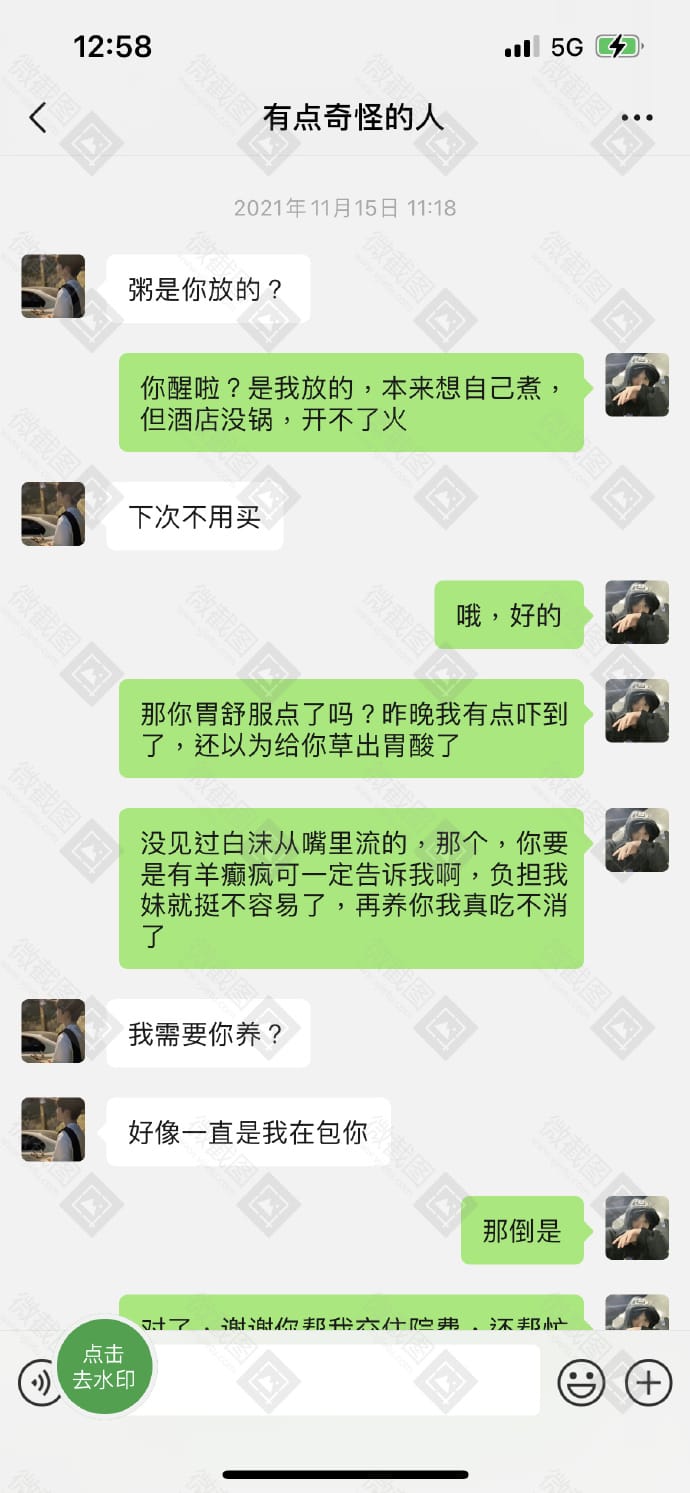 12:58
5G
有点奇怪的人
2021年11月15日 11:18
粥是你放的？
你醒啦？是我放的，本来想自己煮，
但酒店没锅，开不了火
下次不用买
哦，好的
那你胃舒服点了吗？昨晚我有点吓到
了，还以为给你草出胃酸了
没见过白沫从嘴里流的，那个，你要
是有羊癫疯可一定告诉我啊，负担我
妹就挺不容易了，再养你我真吃不消
了
我需要你养？
好像一直是我在包你
那倒是
对了，谢谢你帮我交住院费，还帮忙
点击
去水印
微截图